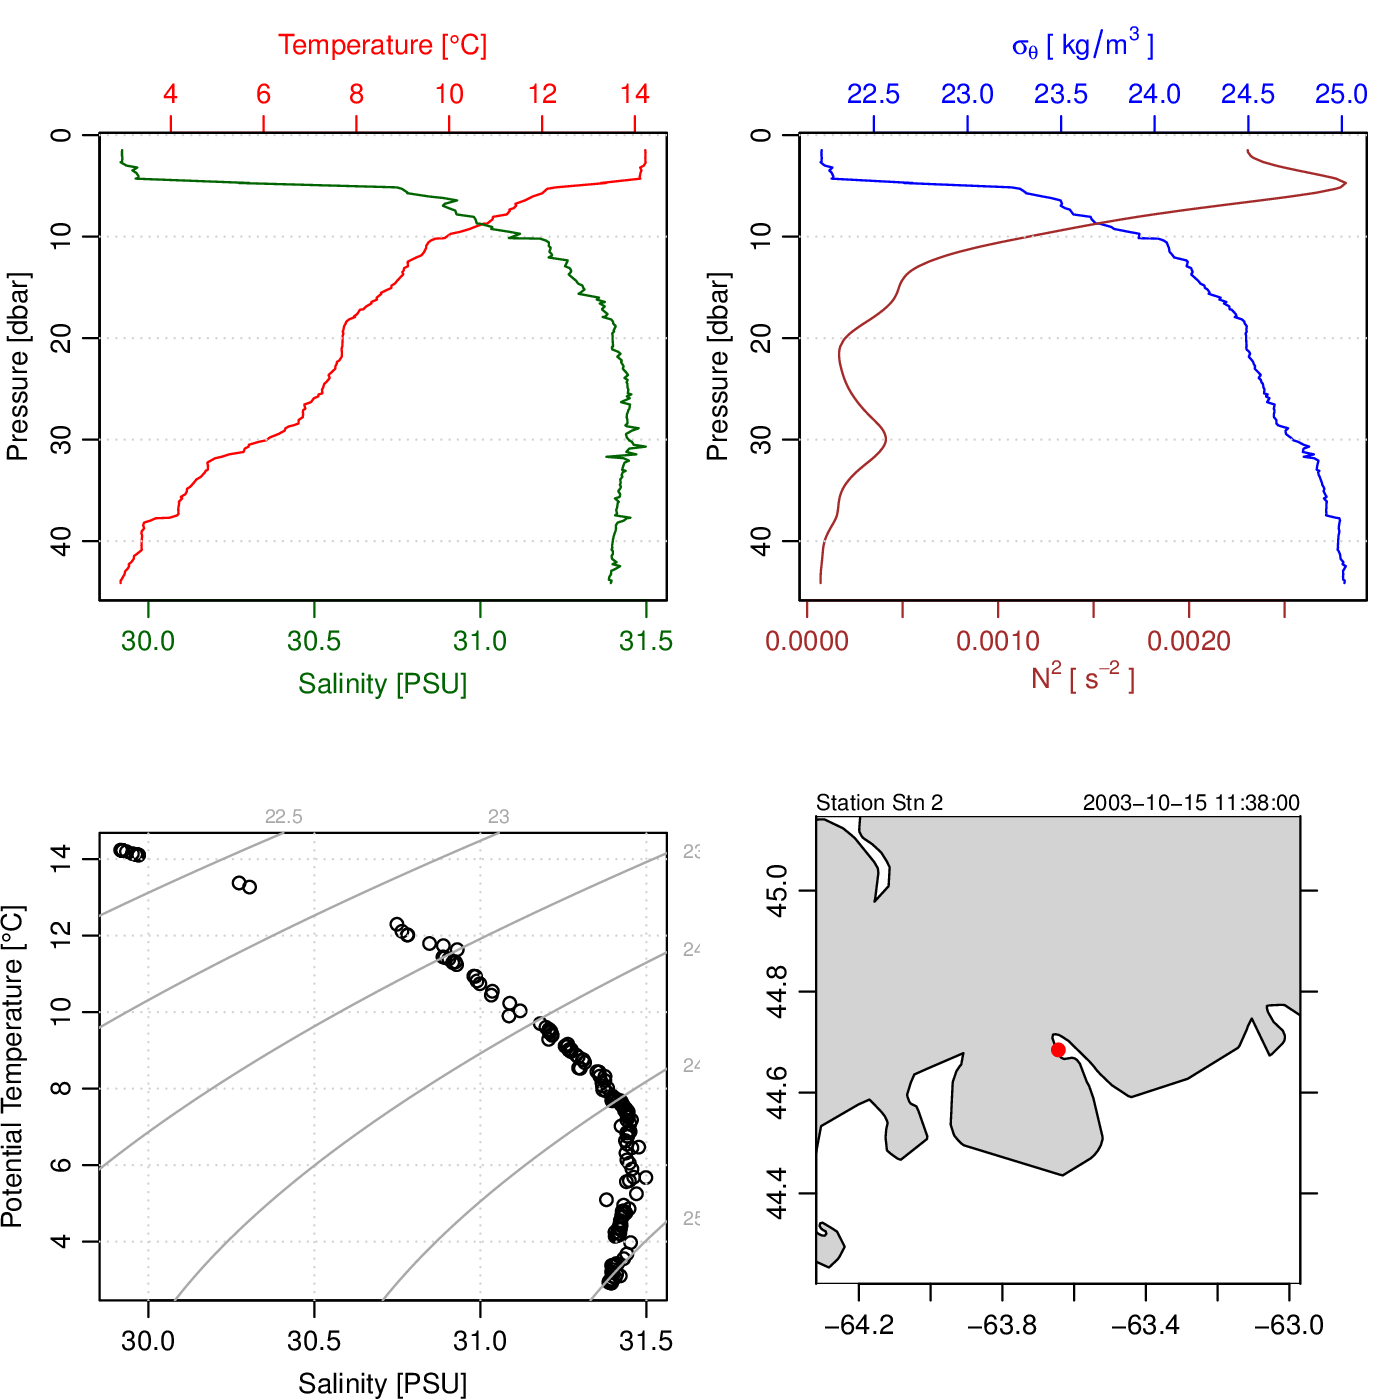 Temperature [°C]
4 6 8 10 12 14
0 10 20 30 40
Pressure [dbar]
30.0 30.5 31.0 31.5
Salinity [PSU]
σθ [ kg/m³ ]
22.5 23.0 23.5 24.0 24.5 25.0
0 10 20 30 40
Pressure [dbar]
0.0000 0.0010 0.0020
N² [ s⁻² ]
22.5 23
23
24
24
25
14 12 10 8 6 4
Potential Temperature [°C]
30.0 30.5 31.0 31.5
Salinity [PSU]
Station Stn 2 2003−10−15 11:38:00
45.0 44.8 44.6 44.4
−64.2 −63.8 −63.4 −63.0